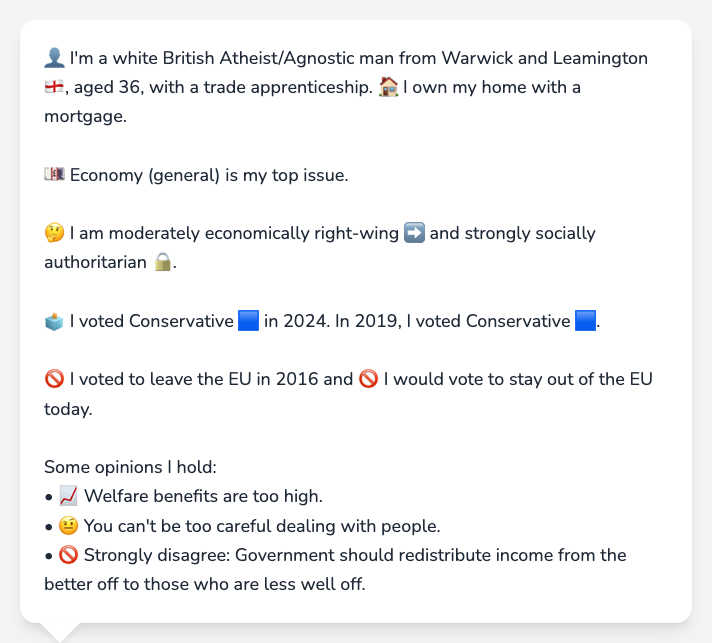 👤 I'm a white British Atheist/Agnostic man from Warwick and Leamington
🏴󠁧󠁢󠁥󠁮󠁧󠁿, aged 36, with a trade apprenticeship. 🏠 I own my home with a
mortgage.
💷 Economy (general) is my top issue.
🤔 I am moderately economically right-wing ➡️ and strongly socially
authoritarian 🔒.
🗳️ I voted Conservative 🟦 in 2024. In 2019, I voted Conservative 🟦.
🚫 I voted to leave the EU in 2016 and 🚫 I would vote to stay out of the EU
today.
Some opinions I hold:
• 📈 Welfare benefits are too high.
• 🤨 You can't be too careful dealing with people.
• 🚫 Strongly disagree: Government should redistribute income from the
better off to those who are less well off.